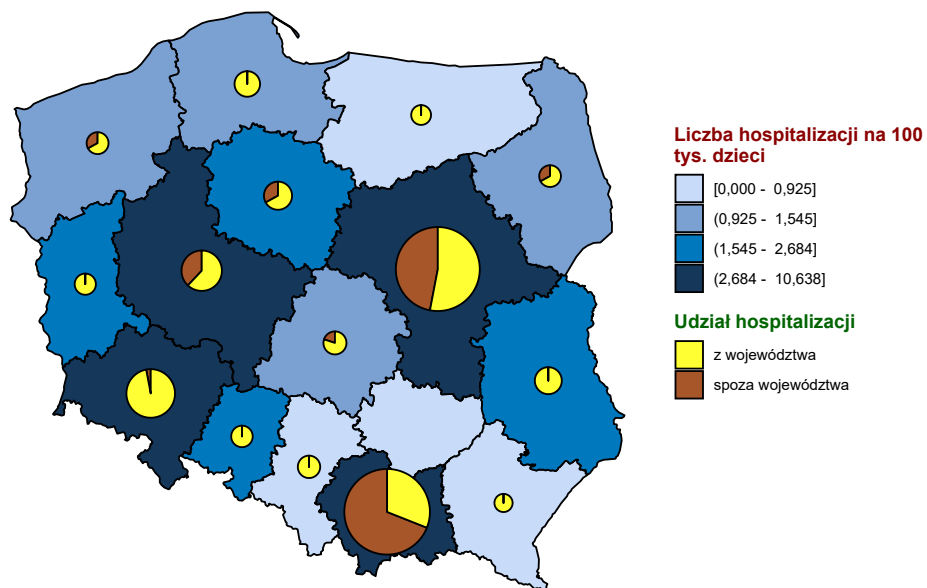 Liczba hospitalizacji na 100
tys. dzieci
[0,000 - 0,925]
(0,925 - 1,545]
(1,545 - 2,684]
(2,684 - 10,638]
Udział hospitalizacji
z województwa
spoza województwa